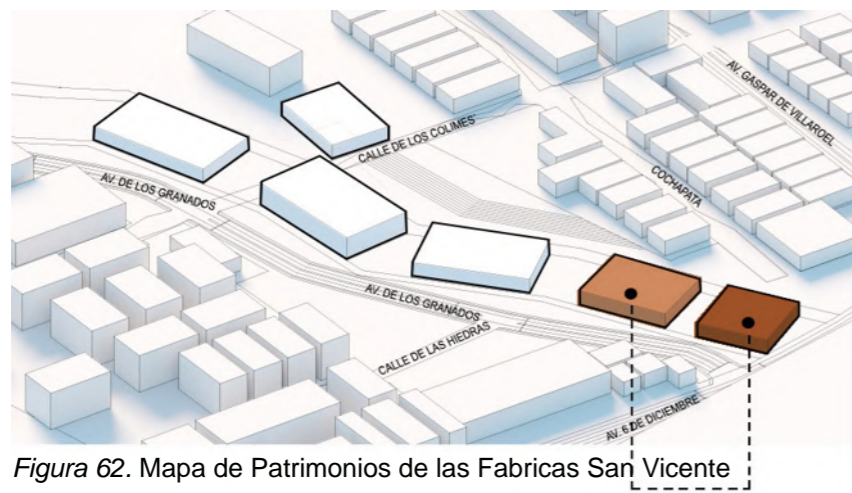 AV. GASPAR DE VILLAROEL
CALLE DE LOS COLIMES
COCHAPATA
AV. DE LOS GRANADOS
AV. DE LOS GRANADOS
CALLE DE LAS HIEDRAS
AV. 6 DE DICIEMBRE
Figura 62. Mapa de Patrimonios de las Fabricas San Vicente